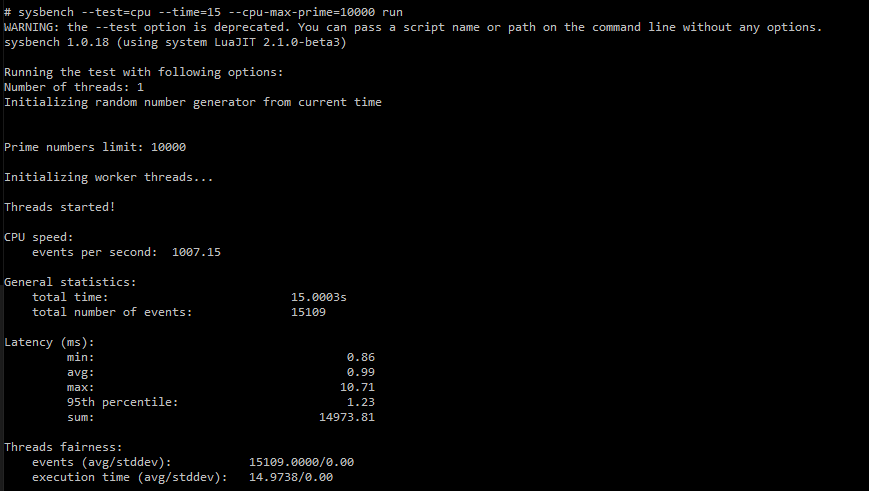 # sysbench --test=cpu --time=15 --cpu-max-prime=10000 run
WARNING: the --test option is deprecated. You can pass a script name or path on the command line without any options.
sysbench 1.0.18 (using system LuaJIT 2.1.0-beta3)
Running the test with following options:
Number of threads: 1
Initializing random number generator from current time
Prime numbers limit: 10000
Initializing worker threads...
Threads started!
CPU speed:
    events per second:  1007.15
General statistics:
    total time:                          15.0003s
    total number of events:              15109
Latency (ms):
         min:                                    0.86
         avg:                                    0.99
         max:                                   10.71
         95th percentile:                        1.23
         sum:                                14973.81
Threads fairness:
    events (avg/stddev):           15109.0000/0.00
    execution time (avg/stddev):   14.9738/0.00